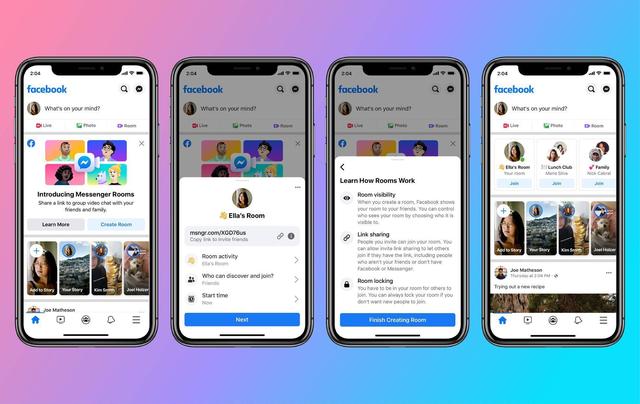 2:04
facebook
What's on your mind?
Live
Photo
Room
Introducing Messenger Rooms
Share a link to group video chat with your
friends and family.
Learn More
Create Room
Add to Story
Your Story
Kim Smith
Joel Holzer
Joe Matheson
2:04
facebook
What's on your mind?
Live
Photo
Room
Ella's Room
msngr.com/XGD76us
Copy link to invite friends
Room activity
Ella's Room
Who can discover and join?
Friends
Start time
Now
Next
2:04
facebook
What's on your mind?
Live
Photo
Room
Learn How Rooms Work
Room visibility
When you create a room, Facebook shows
your room to your friends. You can control
who sees your room by choosing who it is
visible to.
Link sharing
People you invite can join your room. You
can allow invite link sharing to let others
join if they have the link, including people
who aren't your friends or don't have
Facebook or Messenger.
Room locking
You have to be in your room for others to
join. You can always lock your room if you
don't want new people to join.
Finish Creating Room
2:04
facebook
What's on your mind?
Live
Photo
Room
Ella's Room
Your room
Join
Lunch Club
Maria Silva
Join
Family
Nick Cabral
Join
Add to Story
Your Story
Kim Smith
Joel Holzer
Joe Matheson
Thursday at 2:04 PM
Trying out a new recipe